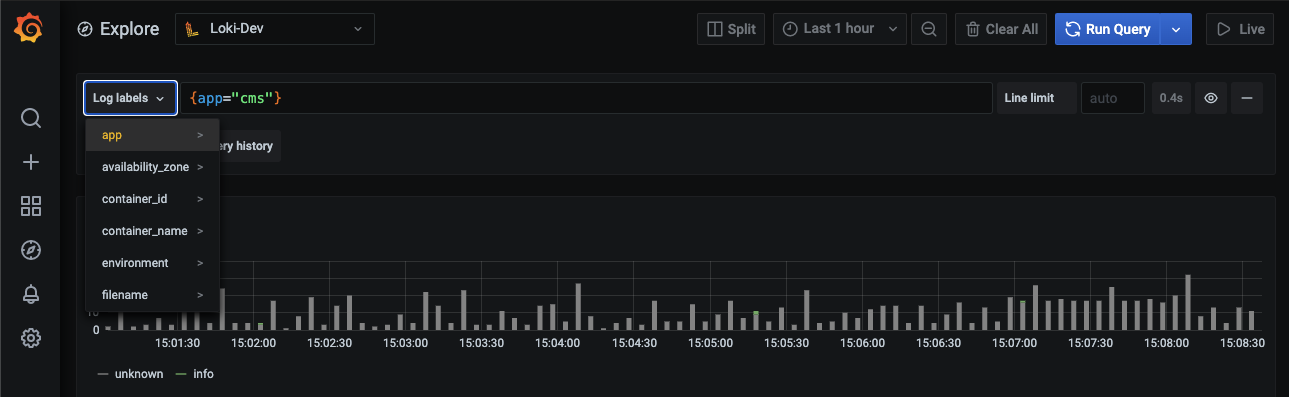 Explore
Loki-Dev
Split
Last 1 hour
Clear All
Run Query
Live
Log labels
{app="cms"}
Line limit
auto
0.4s
app >
ry history
availability_zone >
container_id >
container_name >
environment >
filename >
0
15:01:30 15:02:00 15:02:30 15:03:00 15:03:30 15:04:00 15:04:30 15:05:00 15:05:30 15:06:00 15:06:30 15:07:00 15:07:30 15:08:00 15:08:30
unknown info